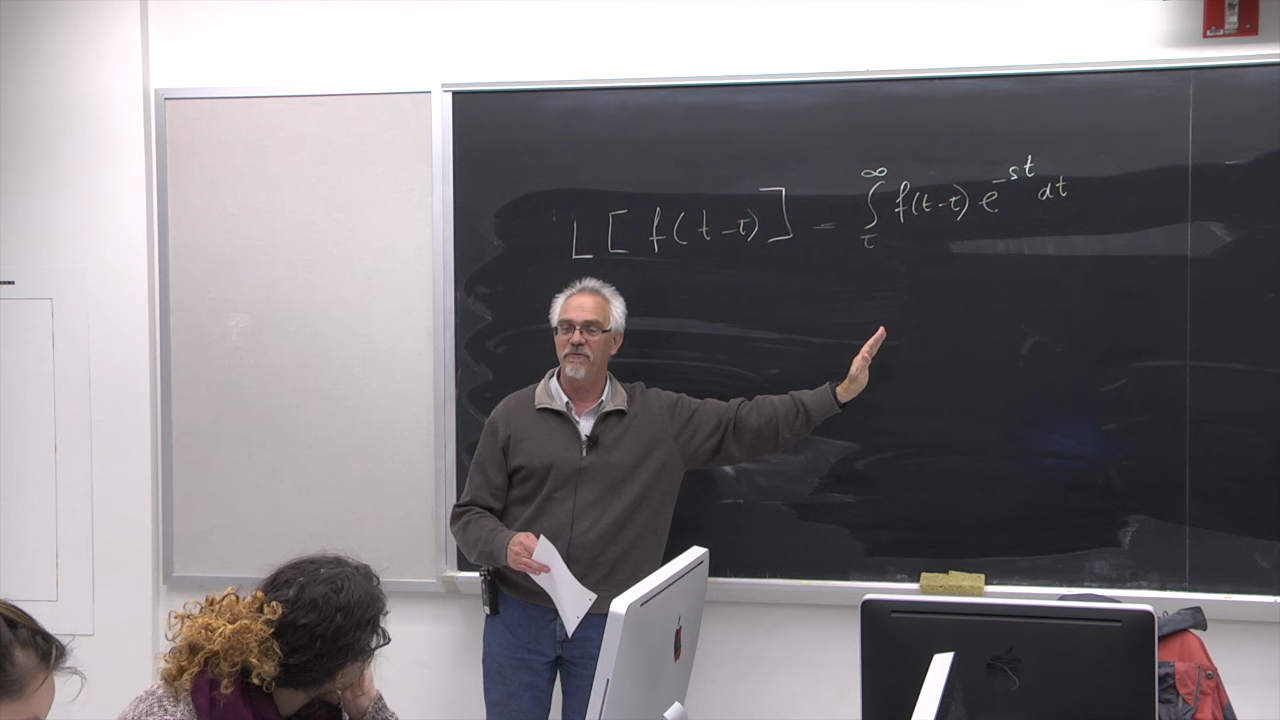 L[f(t-τ)] = ∫_τ^∞ f(t-τ) e^{-st} dt